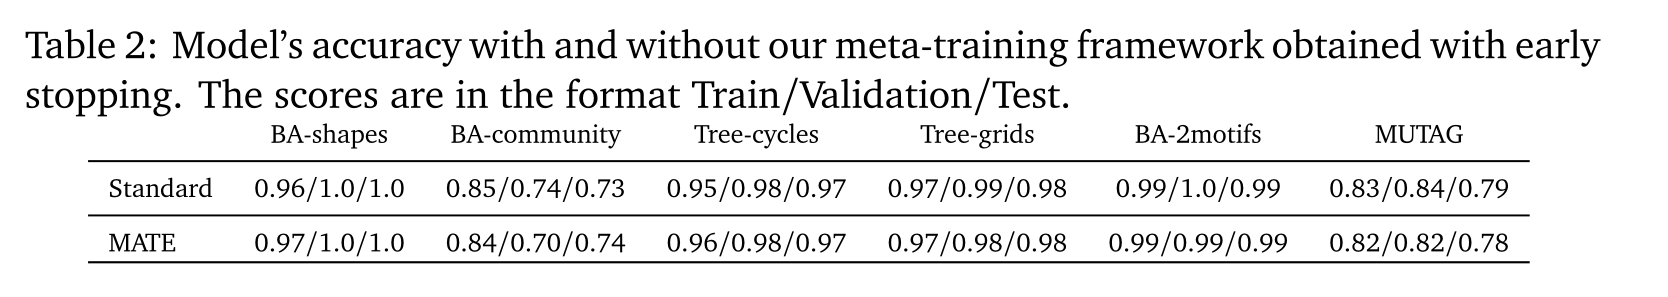 Table 2: Model’s accuracy with and without our meta-training framework obtained with early
stopping. The scores are in the format Train/Validation/Test.
BA-shapes BA-community Tree-cycles Tree-grids BA-2motifs MUTAG
Standard 0.96/1.0/1.0 0.85/0.74/0.73 0.95/0.98/0.97 0.97/0.99/0.98 0.99/1.0/0.99 0.83/0.84/0.79
MATE 0.97/1.0/1.0 0.84/0.70/0.74 0.96/0.98/0.97 0.97/0.98/0.98 0.99/0.99/0.99 0.82/0.82/0.78